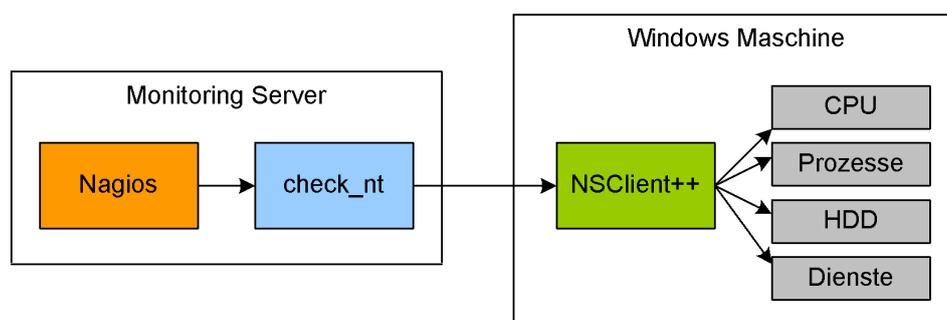 Windows Maschine
Monitoring Server
Nagios
check_nt
NSClient++
CPU
Prozesse
HDD
Dienste